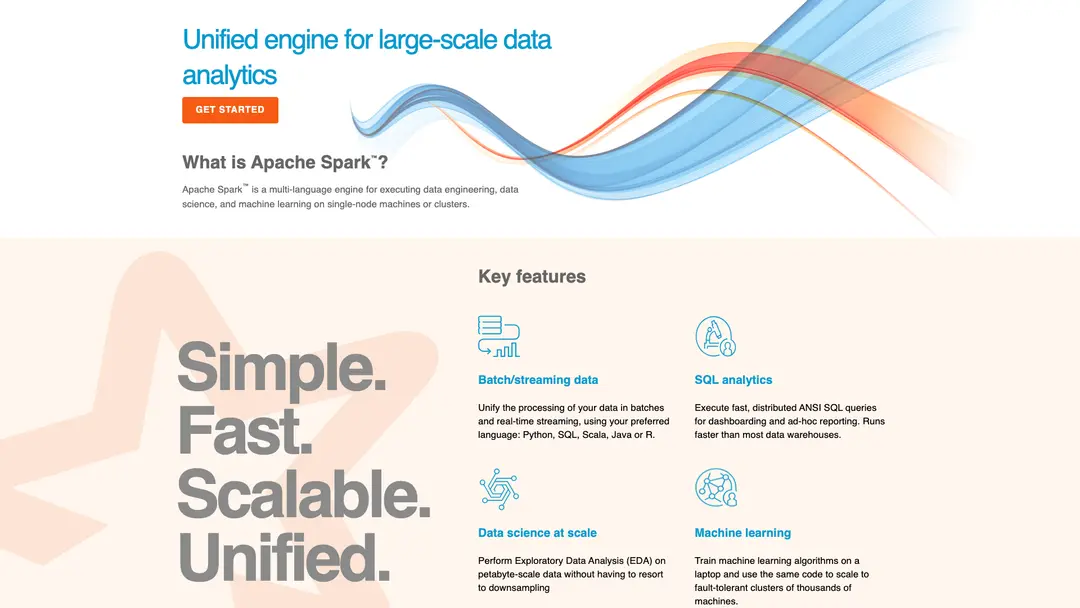 Unified engine for large-scale data
analytics
GET STARTED
What is Apache Spark™?
Apache Spark™ is a multi-language engine for executing data engineering, data
science, and machine learning on single-node machines or clusters.
Simple.
Fast.
Scalable.
Unified.
Key features
Batch/streaming data
Unify the processing of your data in batches
and real-time streaming, using your preferred
language: Python, SQL, Scala, Java or R.
SQL analytics
Execute fast, distributed ANSI SQL queries
for dashboarding and ad-hoc reporting. Runs
faster than most data warehouses.
Data science at scale
Perform Exploratory Data Analysis (EDA) on
petabyte-scale data without having to resort
to downsampling
Machine learning
Train machine learning algorithms on a
laptop and use the same code to scale to
fault-tolerant clusters of thousands of
machines.